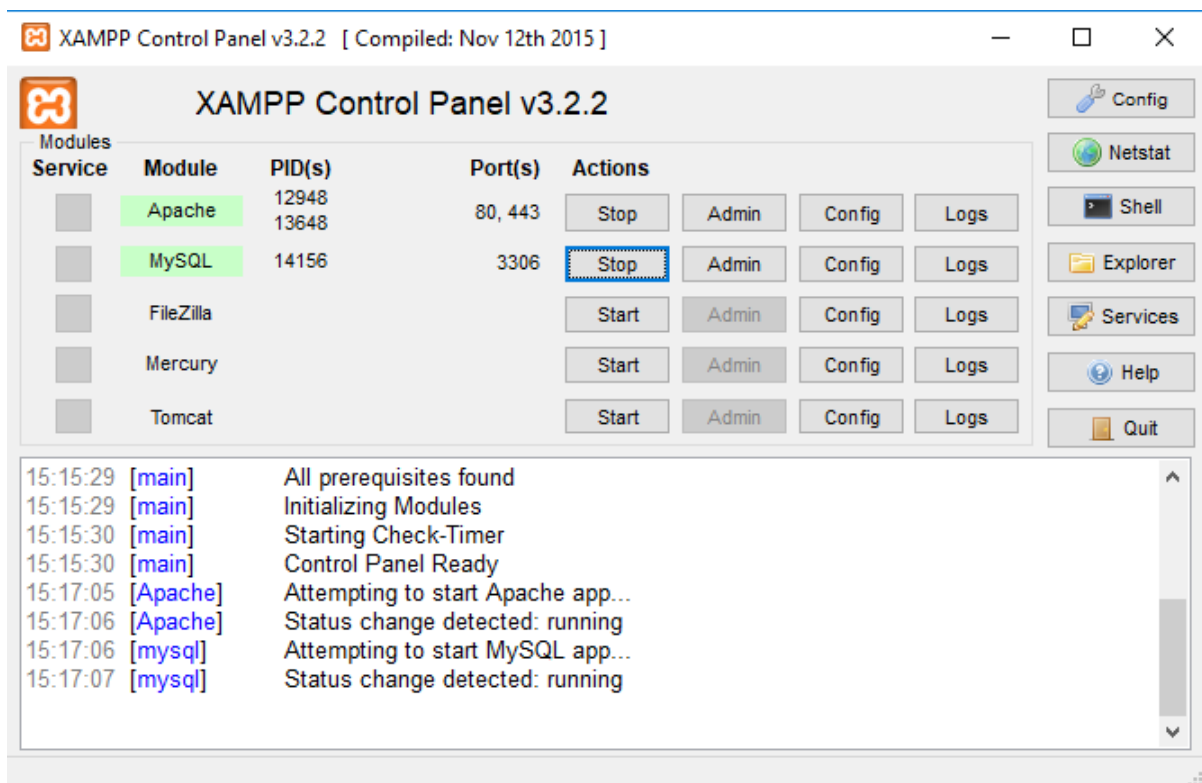 XAMPP Control Panel v3.2.2 [ Compiled: Nov 12th 2015 ]
XAMPP Control Panel v3.2.2
Config
Modules
Netstat
Service Module PID(s) Port(s) Actions
Apache 12948 13648 80, 443 Stop Admin Config Logs
Shell
MySQL 14156 3306 Stop Admin Config Logs
Explorer
FileZilla Start Admin Config Logs
Services
Mercury Start Admin Config Logs
Help
Tomcat Start Admin Config Logs
Quit
15:15:29 [main] All prerequisites found
15:15:29 [main] Initializing Modules
15:15:30 [main] Starting Check-Timer
15:15:30 [main] Control Panel Ready
15:17:05 [Apache] Attempting to start Apache app...
15:17:06 [Apache] Status change detected: running
15:17:06 [mysql] Attempting to start MySQL app...
15:17:07 [mysql] Status change detected: running